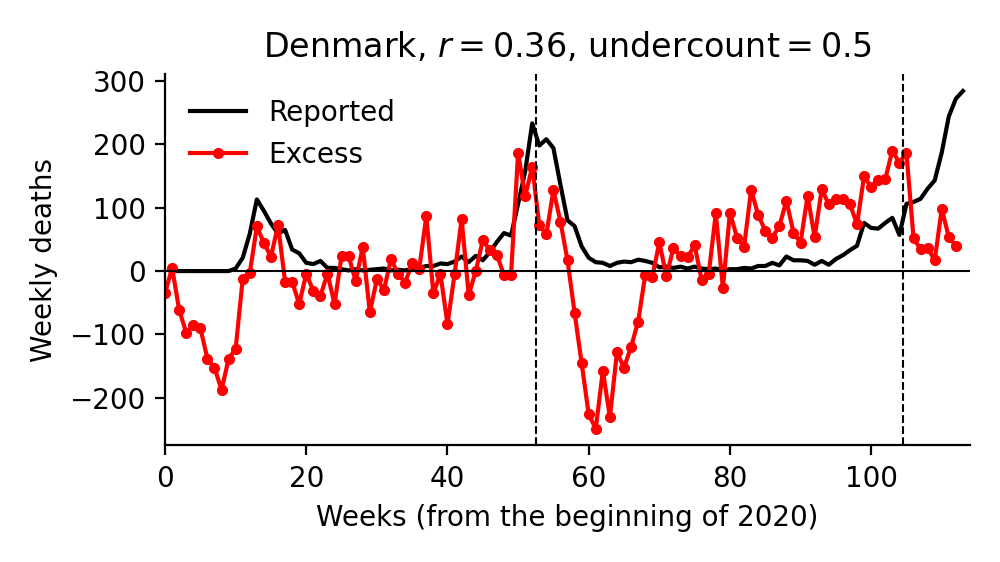 Denmark, r = 0.36, undercount = 0.5
Reported
Excess
Weekly deaths
300
200
100
0
−100
−200
0 20 40 60 80 100
Weeks (from the beginning of 2020)